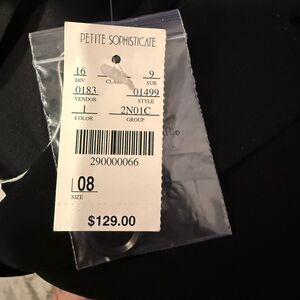 PETITE SOPHISTICATE
16 9
DIV CLASS SUB
0183 01499
VENDOR STYLE
1 2N01C
COLOR GROUP
290000066
08
SIZE
$129.00